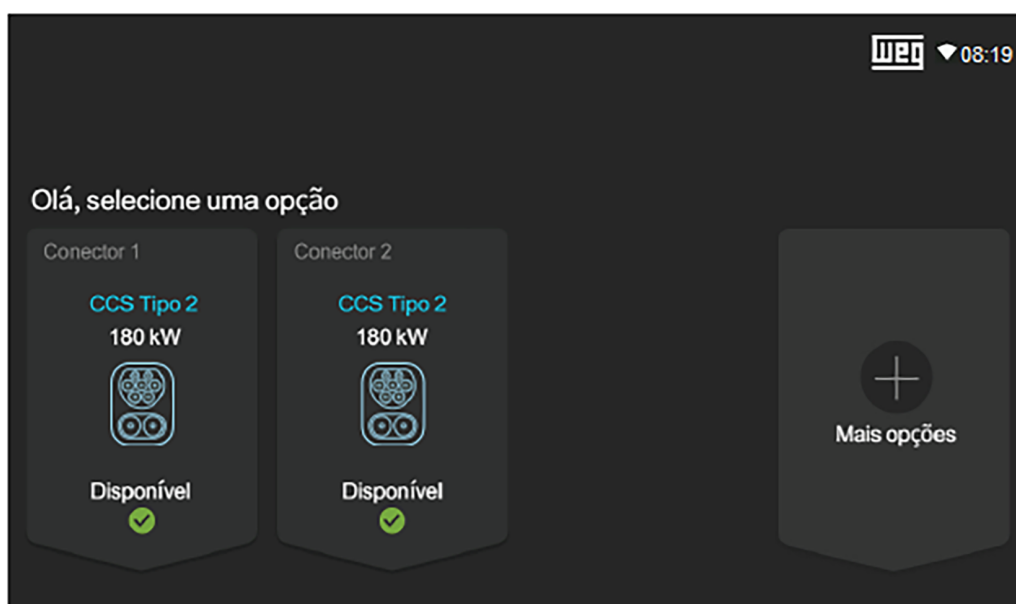 weg 08:19
Olá, selecione uma opção
Conector 1
CCS Tipo 2
180 kW
Disponível
Conector 2
CCS Tipo 2
180 kW
Disponível
Mais opções